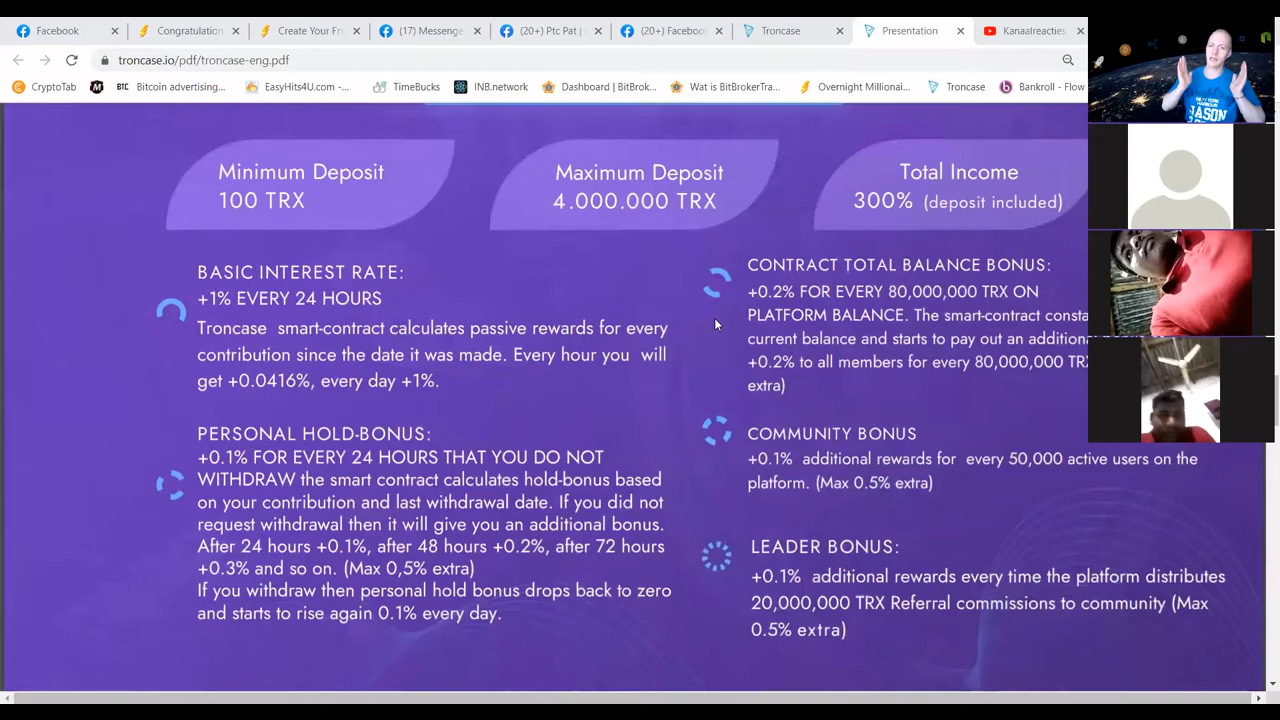 Facebook
Congratulation
Create Your Fr
(17) Messenge
(20+) Ptc Pat |
(20+) Faceboo
Troncase
Presentation
Kanaalreacties
troncase.io/pdf/troncase-eng.pdf
CryptoTab
BTC Bitcoin advertising...
EasyHits4U.com -...
TimeBucks
INB.network
Dashboard | BitBrok...
Wat is BitBrokerTra...
Overnight Millionai...
Troncase
Bankroll - Flow
JASON
Minimum Deposit
100 TRX
Maximum Deposit
4.000.000 TRX
Total Income
300% (deposit included)
BASIC INTEREST RATE:
+1% EVERY 24 HOURS
Troncase smart-contract calculates passive rewards for every
contribution since the date it was made. Every hour you will
get +0.0416%, every day +1%.
PERSONAL HOLD-BONUS:
+0.1% FOR EVERY 24 HOURS THAT YOU DO NOT
WITHDRAW the smart contract calculates hold-bonus based
on your contribution and last withdrawal date. If you did not
request withdrawal then it will give you an additional bonus.
After 24 hours +0.1%, after 48 hours +0.2%, after 72 hours
+0.3% and so on. (Max 0,5% extra)
If you withdraw then personal hold bonus drops back to zero
and starts to rise again 0.1% every day.
CONTRACT TOTAL BALANCE BONUS:
+0.2% FOR EVERY 80,000,000 TRX ON
PLATFORM BALANCE. The smart-contract consta
current balance and starts to pay out an addition
+0.2% to all members for every 80,000,000 TRX
extra)
COMMUNITY BONUS
+0.1% additional rewards for every 50,000 active users on the
platform. (Max 0.5% extra)
LEADER BONUS:
+0.1% additional rewards every time the platform distributes
20,000,000 TRX Referral commissions to community (Max
0.5% extra)